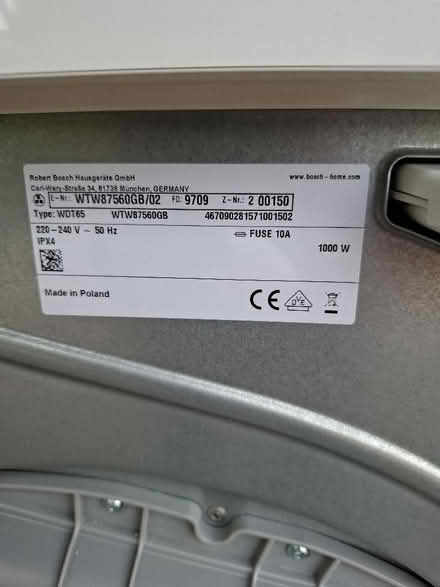 Robert Bosch Hausgeräte GmbH
www.bosch-home.com
Carl-Wery-Straße 34, 81739 München, GERMANY
E-Nr.: WTW87560GB/02 FD: 9709 Z-Nr.: 2 00150
Type: WDT65 WTW87560GB 467090281571001502
220-240 V ~ 50 Hz FUSE 10A
IPX4 1000 W
Made in Poland
CE OVE